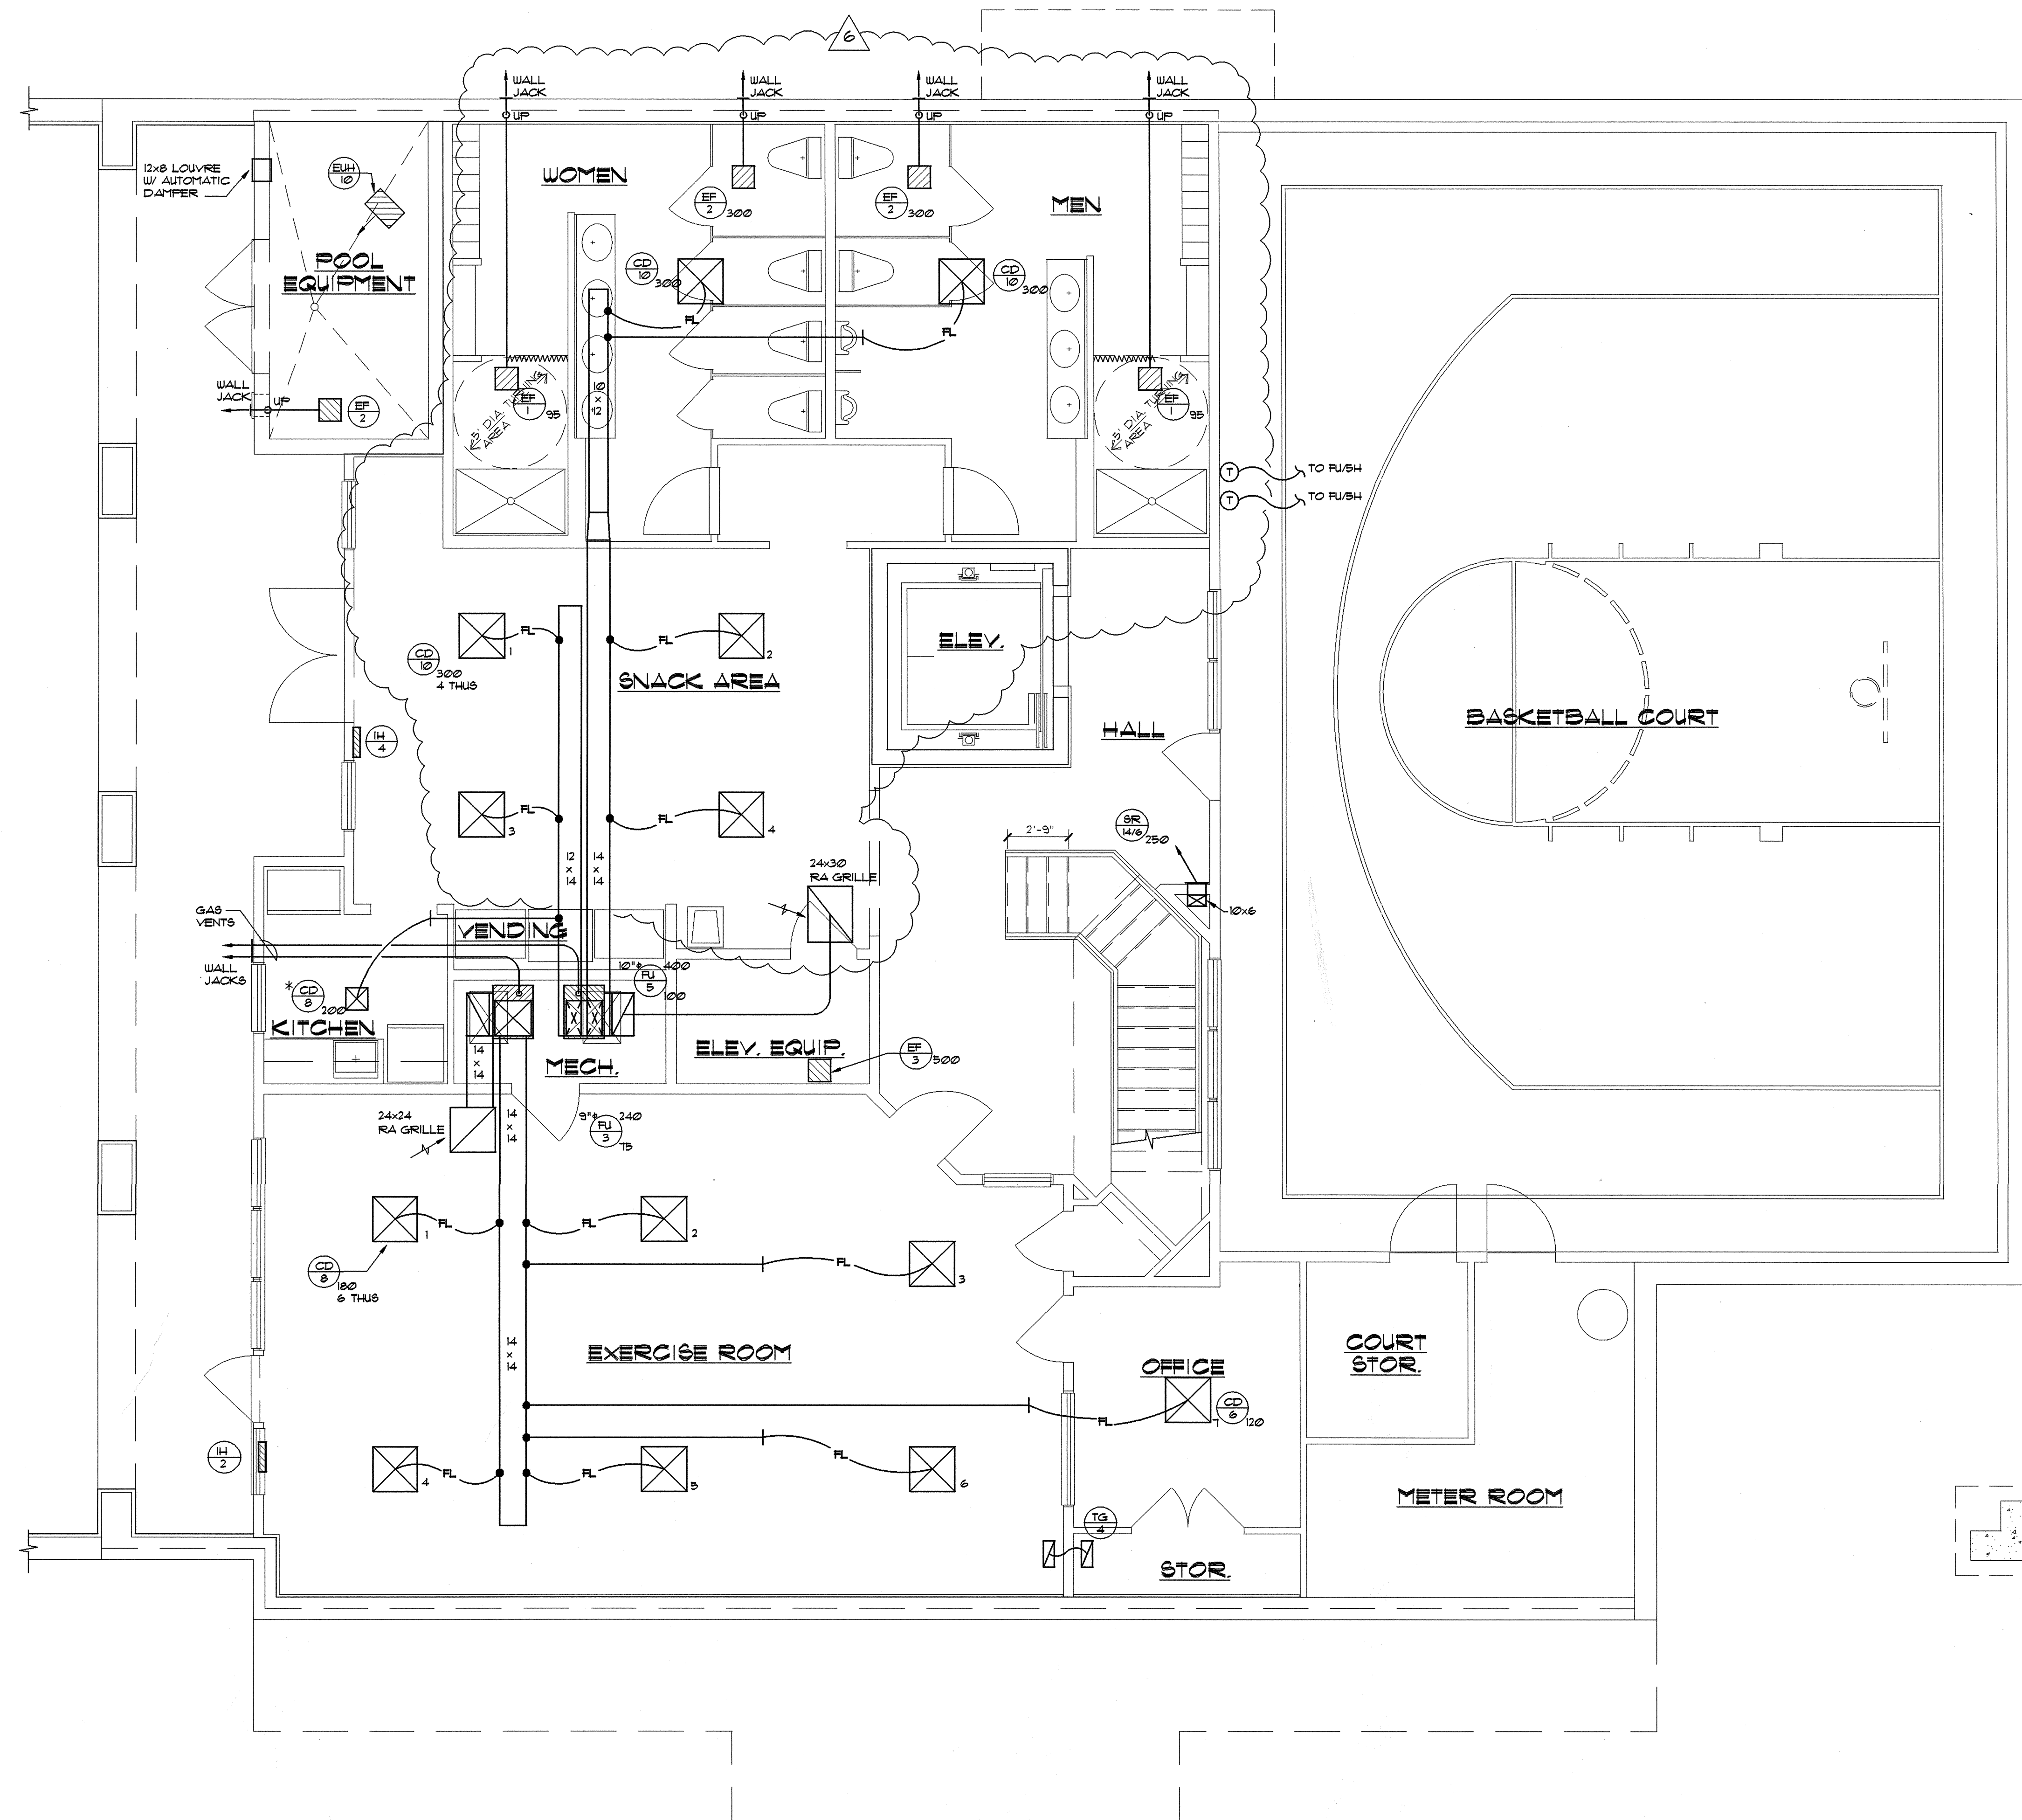 6
WALL
JACK
UP
WALL
JACK
UP
WALL
JACK
UP
WALL
JACK
UP
12x8 LOUVRE
W/ AUTOMATIC
DAMPER
EUH
10
WOMEN
MEN
EF
2
300
EF
2
300
POOL
EQUIPMENT
CD
10
300
CD
10
300
FL
FL
WALL
JACK
UP
EF
2
10
x
12
EF
1
95
5' DIA. TURNING
AREA
EF
1
95
5' DIA. TURNING
AREA
T
TO FU/5H
T
TO FU/5H
FL
1
FL
2
CD
10
300
4 THUS
SNACK AREA
ELEV.
HALL
BASKETBALL COURT
IH
4
FL
3
FL
4
SR
14/6
250
2'-9"
12
x
14
14
x
14
24x30
RA GRILLE
10x6
GAS
VENTS
VENDING
WALL
JACKS
10"ø
400
FU
5
100
*
CD
8
200
KITCHEN
14
x
14
MECH.
ELEV. EQUIP.
EF
3
500
24x24
RA GRILLE
14
x
14
9"ø
240
FU
3
75
1
FL
FL
2
FL
3
CD
8
180
6 THUS
14
x
14
EXERCISE ROOM
OFFICE
COURT
STOR.
FL
7
CD
6
120
IH
2
4
FL
FL
5
FL
6
METER ROOM
TG
4
STOR.